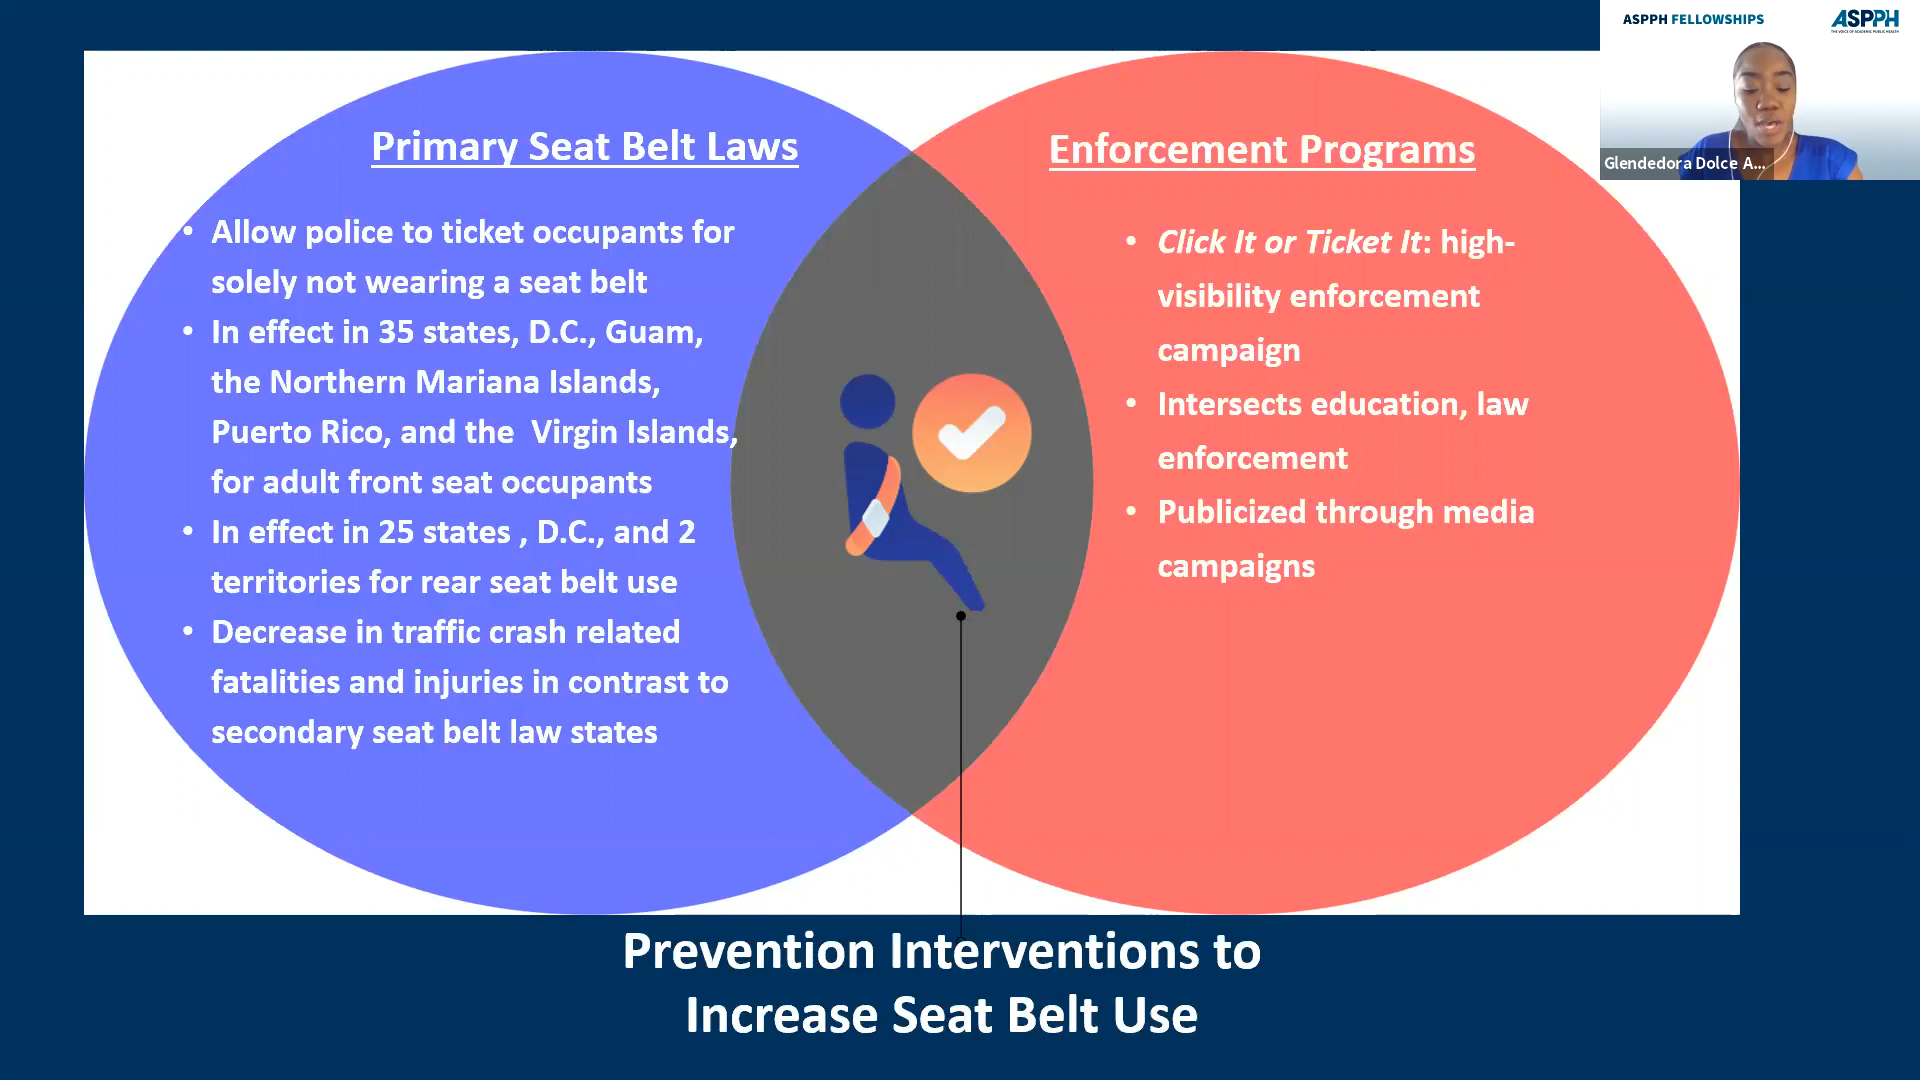 ASPPH FELLOWSHIPS
ASPPH
THE VOICE OF ACADEMIC PUBLIC HEALTH
Glendedora Dolce A...
Primary Seat Belt Laws
• Allow police to ticket occupants for
solely not wearing a seat belt
• In effect in 35 states, D.C., Guam,
the Northern Mariana Islands,
Puerto Rico, and the  Virgin Islands,
for adult front seat occupants
• In effect in 25 states , D.C., and 2
territories for rear seat belt use
• Decrease in traffic crash related
fatalities and injuries in contrast to
secondary seat belt law states
Enforcement Programs
• Click It or Ticket It: high-
visibility enforcement
campaign
• Intersects education, law
enforcement
• Publicized through media
campaigns
Prevention Interventions to
Increase Seat Belt Use